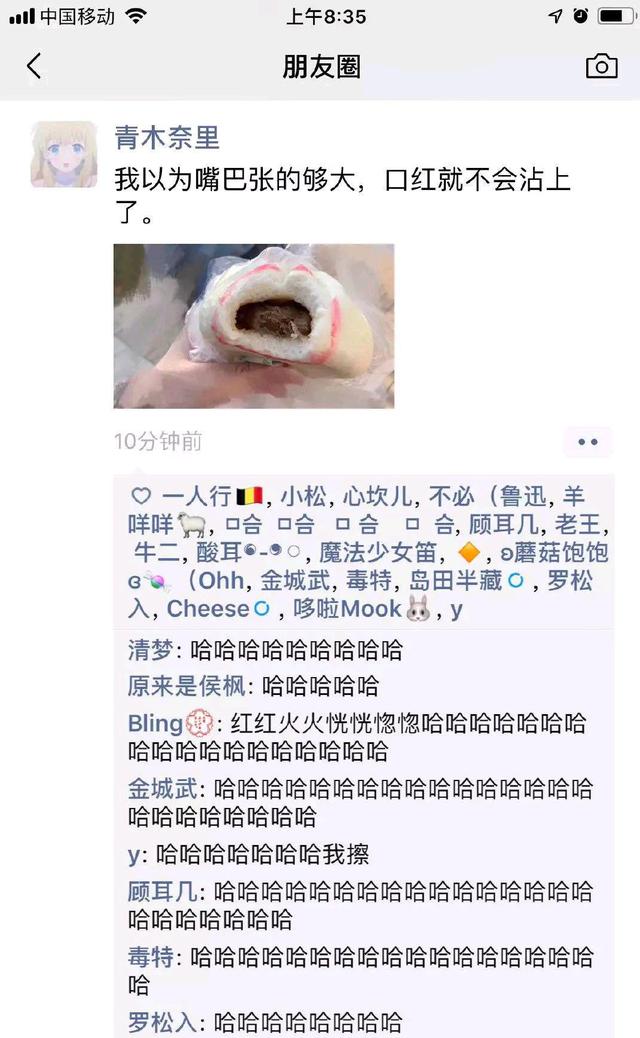 中国移动 上午8:35
朋友圈
青木奈里
我以为嘴巴张的够大，口红就不会沾上
了。
10分钟前
一人行🇧🇪, 小松, 心坎儿, 不必（鲁迅, 羊
咩咩🐑, ㅁ合 ㅁ合 ㅁ 合 ㅁ 合, 顾耳几, 老王,
牛二, 酸耳, 魔法少女笛, 🔶, ʚ蘑菇饱饱
ɞ🍬（Ohh, 金城武, 毒特, 岛田半藏, 罗松
入, Cheese, 哆啦Mook🐰, y
清梦: 哈哈哈哈哈哈哈哈哈
原来是侯枫: 哈哈哈哈哈
Bling💮: 红红火火恍恍惚惚哈哈哈哈哈哈哈
哈哈哈哈哈哈哈哈哈哈哈
金城武: 哈哈哈哈哈哈哈哈哈哈哈哈哈哈哈哈
哈哈哈哈哈哈哈哈
y: 哈哈哈哈哈哈哈我擦
顾耳几: 哈哈哈哈哈哈哈哈哈哈哈哈哈哈哈哈
哈哈哈哈哈哈哈
毒特: 哈哈哈哈哈哈哈哈哈哈哈哈哈哈哈哈哈
哈
罗松入: 哈哈哈哈哈哈哈哈